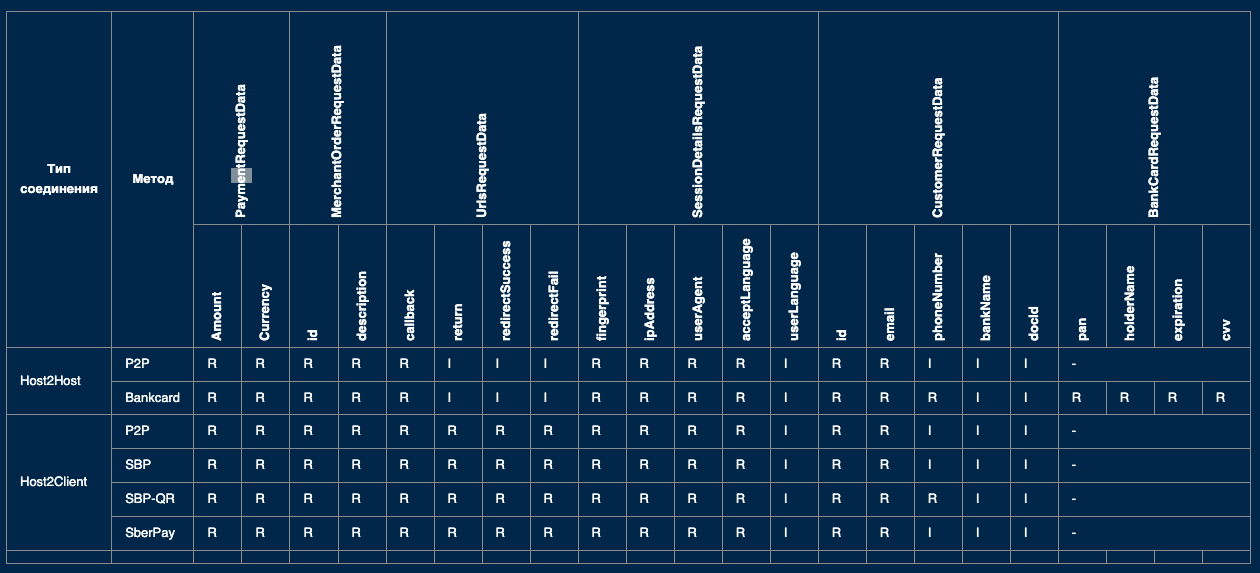 Тип соединения Метод PaymentRequestData MerchantOrderRequestData UrlsRequestData SessionDetailsRequestData CustomerRequestData BankCardRequestData
Amount Currency id description callback return redirectSuccess redirectFail fingerprint ipAddress userAgent acceptLanguage userLanguage id email phoneNumber bankName docId pan holderName expiration cvv
Host2Host P2P R R R R R I I I R R R R I R R I I I -
Bankcard R R R R R I I I R R R R I R R R I I R R R R
Host2Client P2P R R R R R R R R R R R R I R R I I I -
SBP R R R R R R R R R R R R I R R I I I -
SBP-QR R R R R R R R R R R R R I R R R I I -
SberPay R R R R R R R R R R R R I R R I I I -